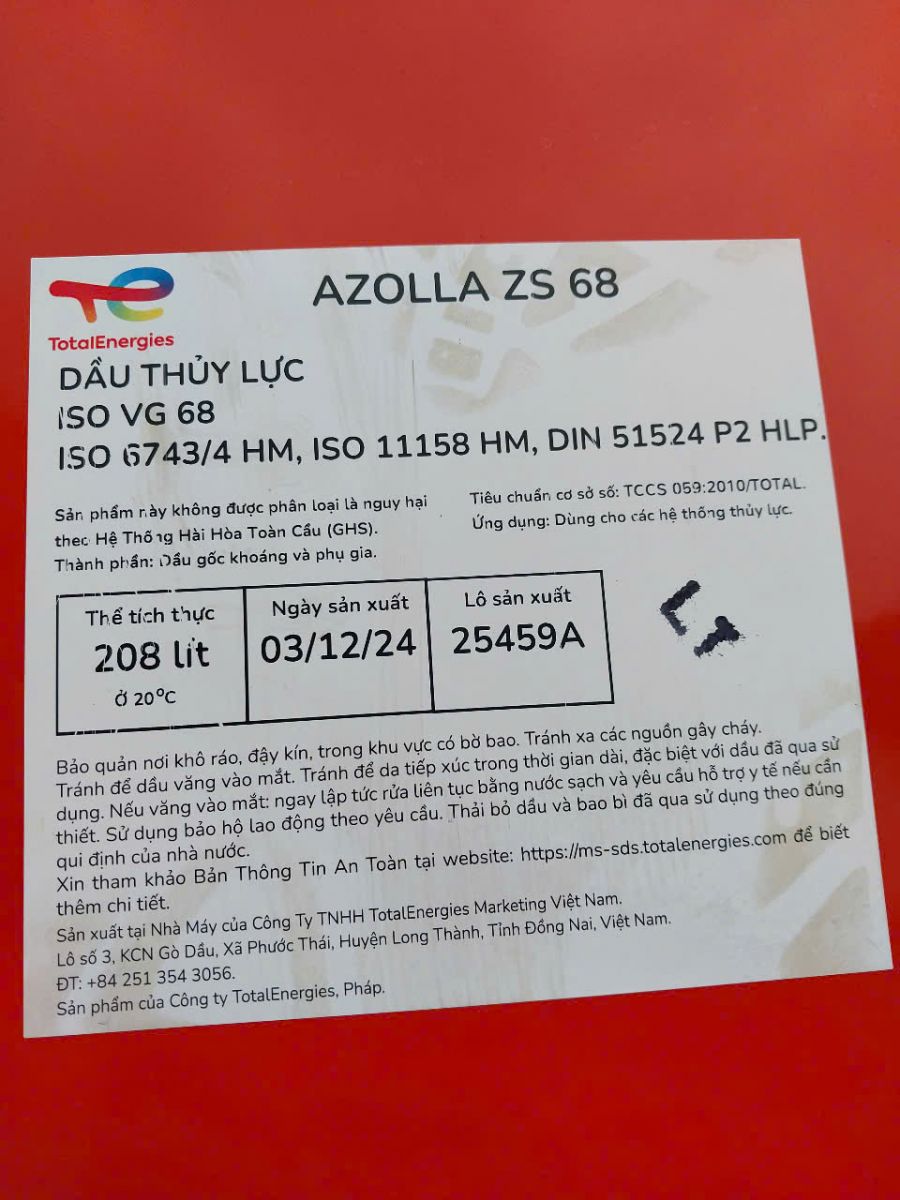 TotalEnergies
AZOLLA ZS 68
DẦU THỦY LỰC
ISO VG 68
ISO 6743/4 HM, ISO 11158 HM, DIN 51524 P2 HLP.
Sản phẩm này không được phân loại là nguy hại
theo Hệ Thống Hài Hòa Toàn Cầu (GHS).
Thành phần: Dầu gốc khoáng và phụ gia.
Tiêu chuẩn cơ sở số: TCCS 059:2010/TOTAL.
Ứng dụng: Dùng cho các hệ thống thủy lực.
Thể tích thực
208 lít
Ở 20°C
Ngày sản xuất
03/12/24
Lô sản xuất
25459A
Bảo quản nơi khô ráo, đậy kín, trong khu vực có bờ bao. Tránh xa các nguồn gây cháy.
Tránh để dầu văng vào mắt. Tránh để da tiếp xúc trong thời gian dài, đặc biệt với dầu đã qua sử
dụng. Nếu văng vào mắt: ngay lập tức rửa liên tục bằng nước sạch và yêu cầu hỗ trợ y tế nếu cần
thiết. Sử dụng bảo hộ lao động theo yêu cầu. Thải bỏ dầu và bao bì đã qua sử dụng theo đúng
qui định của nhà nước.
Xin tham khảo Bản Thông Tin An Toàn tại website: https://ms-sds.totalenergies.com để biết
thêm chi tiết.
Sản xuất tại Nhà Máy của Công Ty TNHH TotalEnergies Marketing Việt Nam.
Lô số 3, KCN Gò Dầu, Xã Phước Thái, Huyện Long Thành, Tỉnh Đồng Nai, Việt Nam.
ĐT: +84 251 354 3056.
Sản phẩm của Công ty TotalEnergies, Pháp.